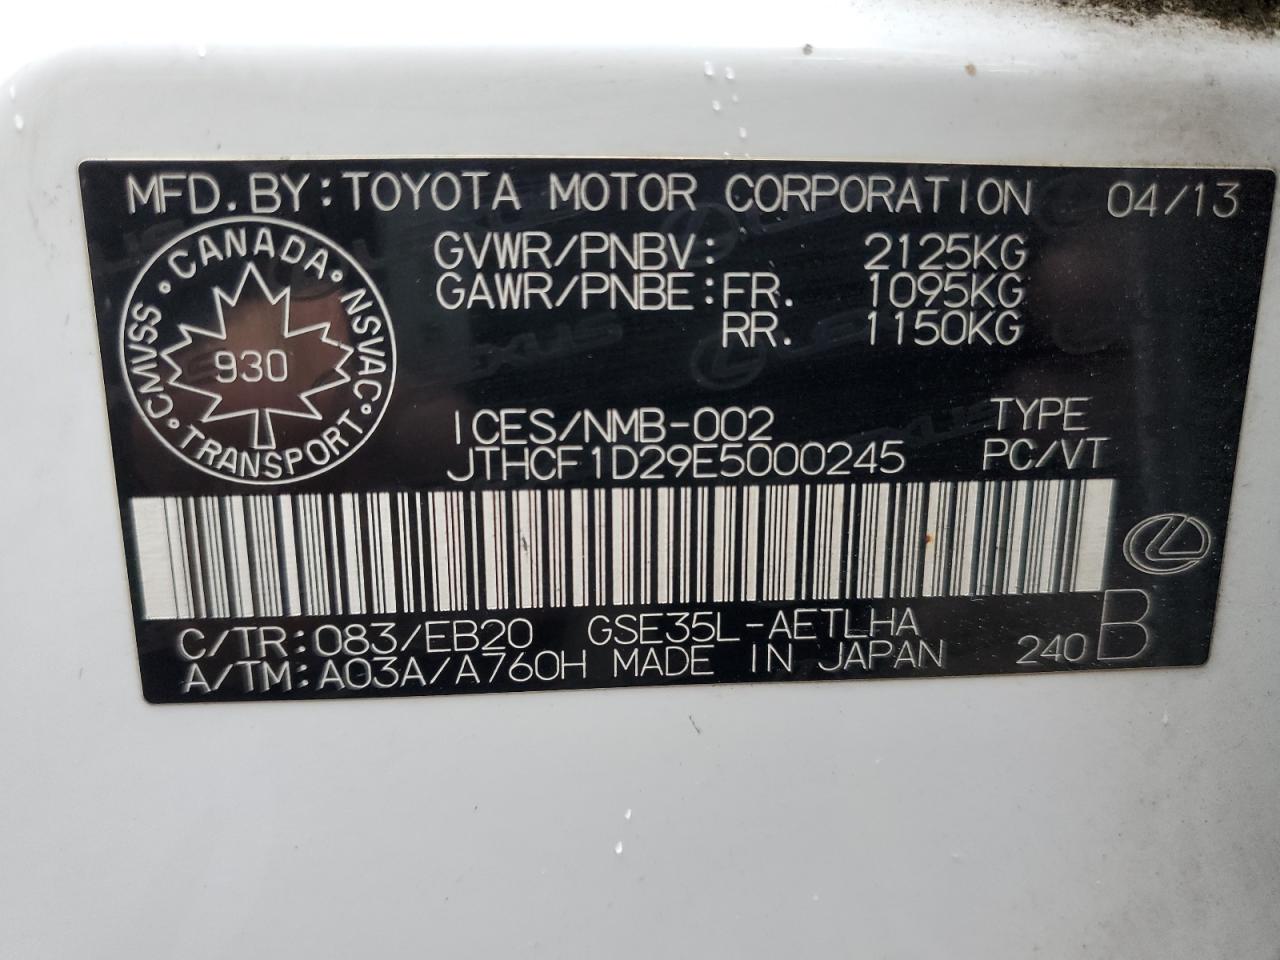 MFD. BY: TOYOTA MOTOR CORPORATION 04/13
GVWR/PNBV: 2125KG
GAWR/PNBE: FR. 1095KG
RR. 1150KG
CANADA
CMVSS · NSVAC
930
TRANSPORT
ICES/NMB-002 TYPE
JTHCF1D29E5000245 PC/VT
C/TR: 083/EB20 GSE35L-AETLHA
A/TM: A03A/A760H MADE IN JAPAN 240 B